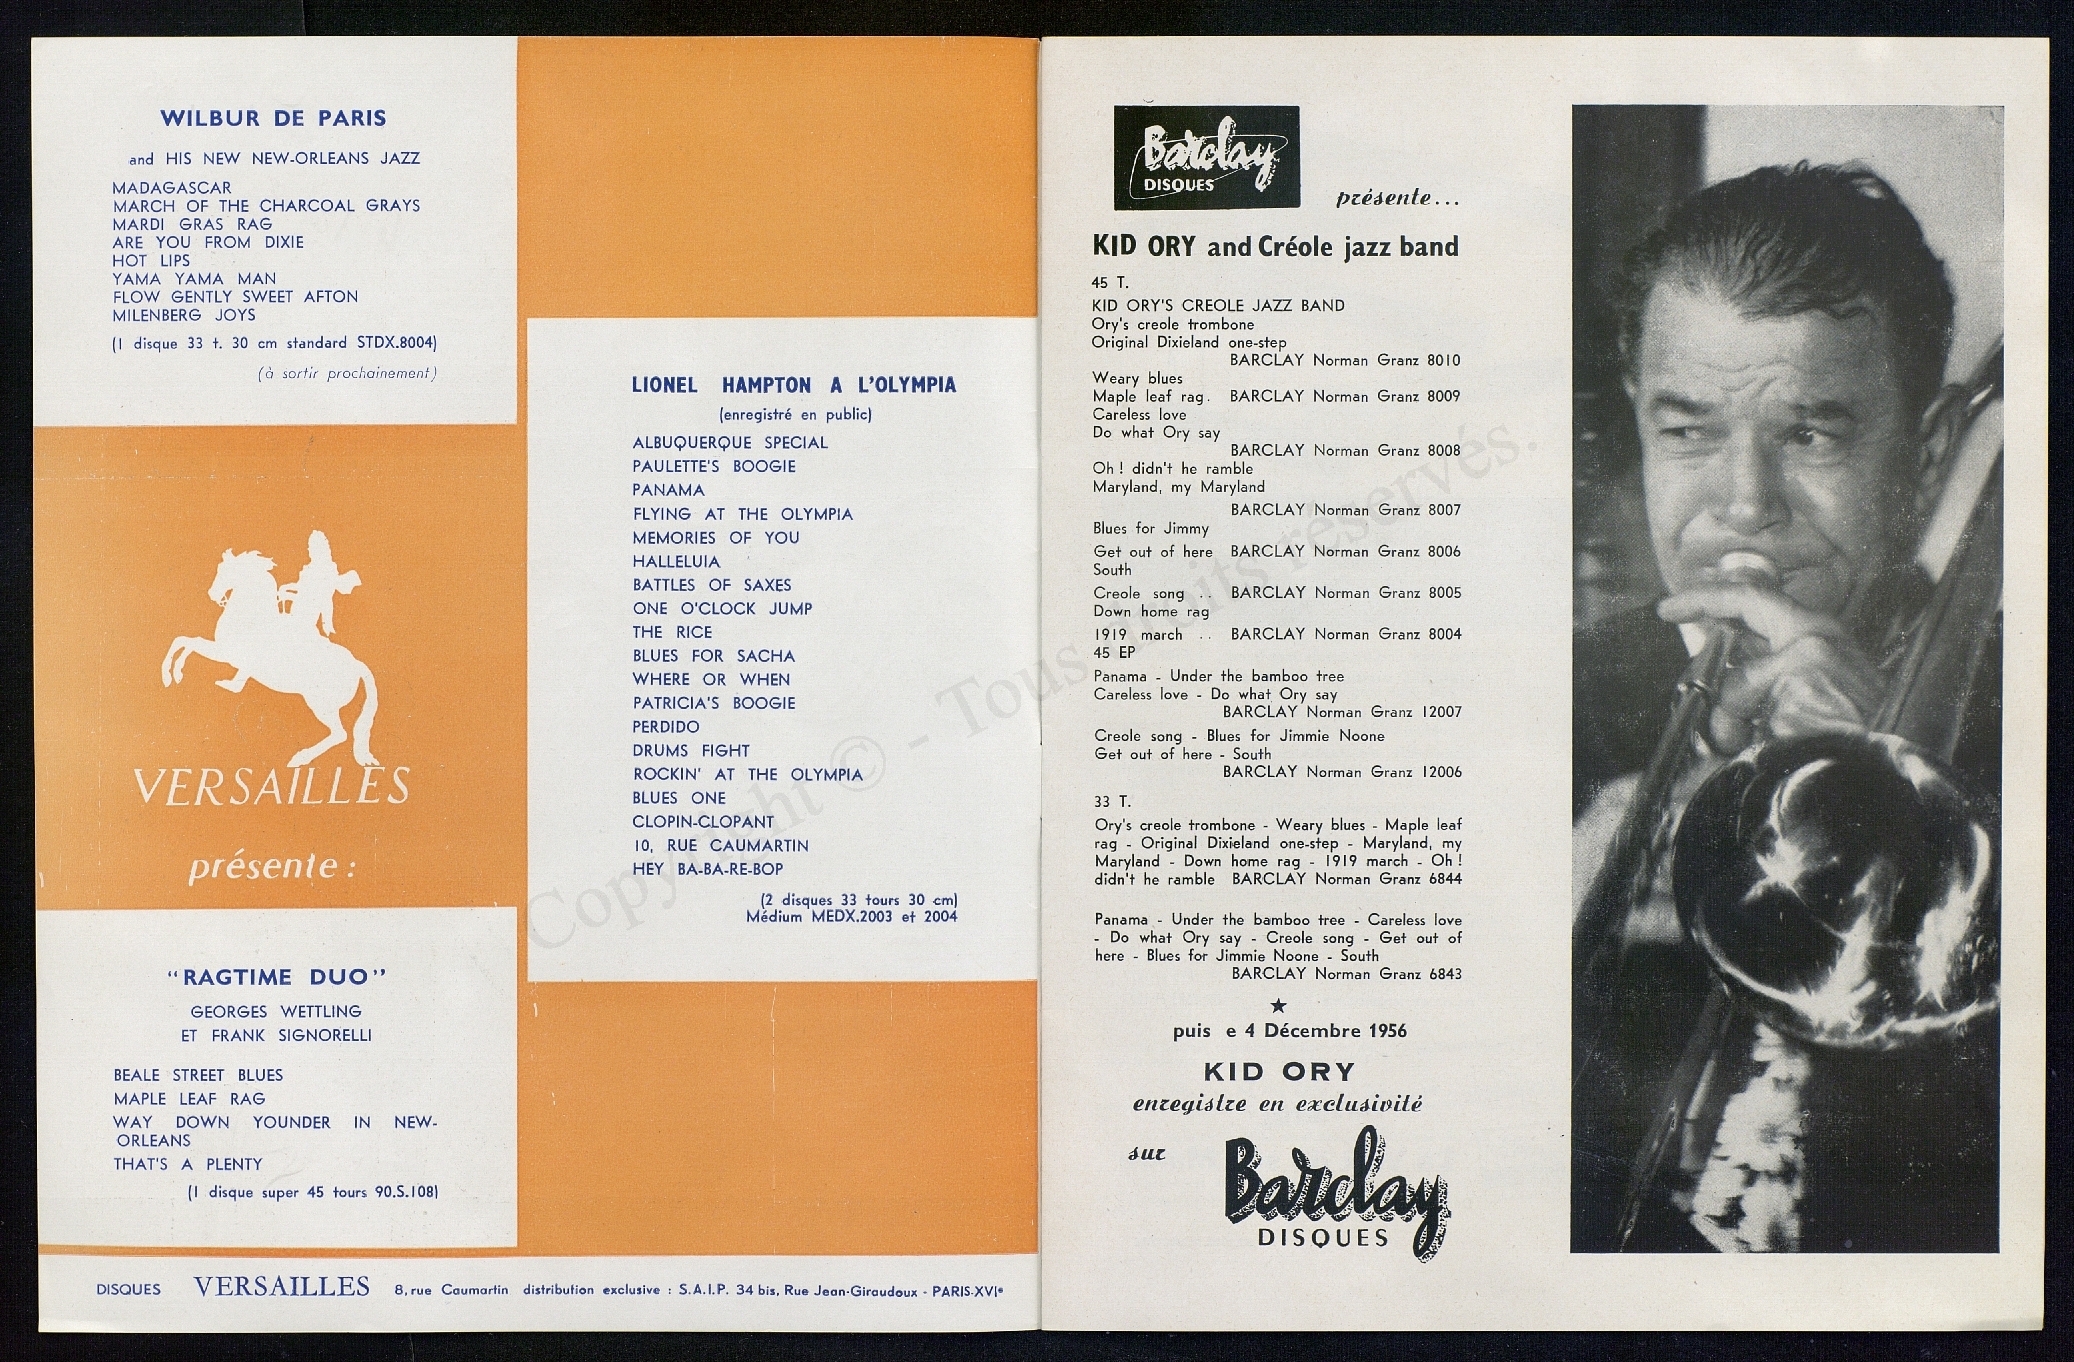 WILBUR DE PARIS
and HIS NEW NEW-ORLEANS JAZZ
MADAGASCAR
MARCH OF THE CHARCOAL GRAYS
MARDI GRAS RAG
ARE YOU FROM DIXIE
HOT LIPS
YAMA YAMA MAN
FLOW GENTLY SWEET AFTON
MILENBERG JOYS
(1 disque 33 t. 30 cm standard STDX.8004)
(à sortir prochainement)
VERSAILLES
présente :
"RAGTIME DUO"
GEORGES WETTLING
ET FRANK SIGNORELLI
BEALE STREET BLUES
MAPLE LEAF RAG
WAY DOWN YOUNDER IN NEW-
ORLEANS
THAT'S A PLENTY
(1 disque super 45 tours 90.S.108)
LIONEL HAMPTON A L'OLYMPIA
(enregistré en public)
ALBUQUERQUE SPECIAL
PAULETTE'S BOOGIE
PANAMA
FLYING AT THE OLYMPIA
MEMORIES OF YOU
HALLELUIA
BATTLES OF SAXES
ONE O'CLOCK JUMP
THE RICE
BLUES FOR SACHA
WHERE OR WHEN
PATRICIA'S BOOGIE
PERDIDO
DRUMS FIGHT
ROCKIN' AT THE OLYMPIA
BLUES ONE
CLOPIN-CLOPANT
10, RUE CAUMARTIN
HEY BA-BA-RE-BOP
(2 disques 33 tours 30 cm)
Médium MEDX.2003 et 2004
DISQUES VERSAILLES 8, rue Caumartin distribution exclusive : S.A.I.P. 34 bis, Rue Jean-Giraudoux - PARIS-XVIe
Barclay
DISQUES
présente...
KID ORY and Créole jazz band
45 T.
KID ORY'S CREOLE JAZZ BAND
Ory's creole trombone
Original Dixieland one-step
BARCLAY Norman Granz 8010
Weary blues
Maple leaf rag. BARCLAY Norman Granz 8009
Careless love
Do what Ory say
BARCLAY Norman Granz 8008
Oh ! didn't he ramble
Maryland, my Maryland
BARCLAY Norman Granz 8007
Blues for Jimmy
Get out of here BARCLAY Norman Granz 8006
South
Creole song .. BARCLAY Norman Granz 8005
Down home rag
1919 march .. BARCLAY Norman Granz 8004
45 EP
Panama - Under the bamboo tree
Careless love - Do what Ory say
BARCLAY Norman Granz 12007
Creole song - Blues for Jimmie Noone
Get out of here - South
BARCLAY Norman Granz 12006
33 T.
Ory's creole trombone - Weary blues - Maple leaf
rag - Original Dixieland one-step - Maryland, my
Maryland - Down home rag - 1919 march - Oh !
didn't he ramble BARCLAY Norman Granz 6844
Panama - Under the bamboo tree - Careless love
- Do what Ory say - Creole song - Get out of
here - Blues for Jimmie Noone - South
BARCLAY Norman Granz 6843
puis e 4 Décembre 1956
KID ORY
enregistre en exclusivité
sur
Barclay
DISQUES
Copyright © - Tous droits réservés.